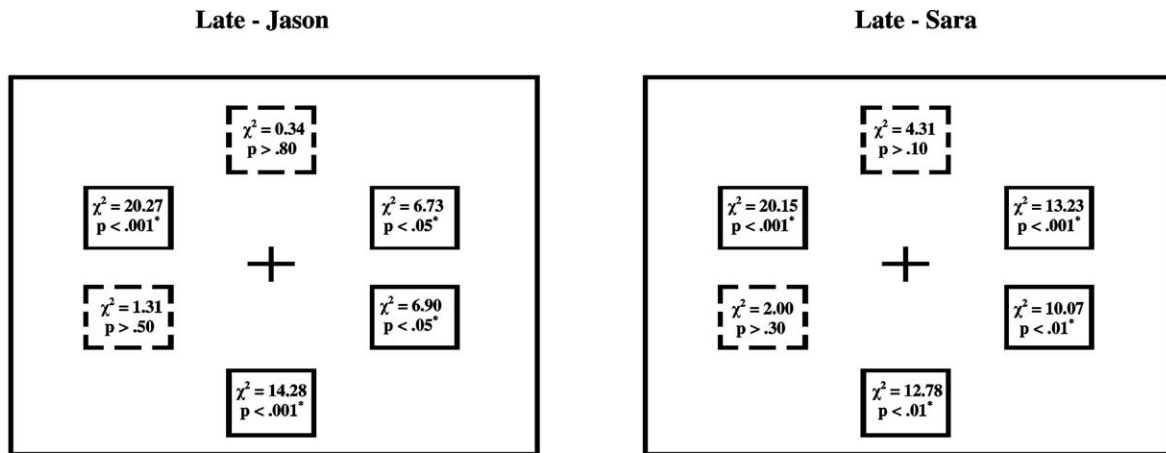 Late - Jason
χ² = 0.34
p > .80
χ² = 20.27
p < .001*
χ² = 6.73
p < .05*
χ² = 1.31
p > .50
χ² = 6.90
p < .05*
χ² = 14.28
p < .001*
Late - Sara
χ² = 4.31
p > .10
χ² = 20.15
p < .001*
χ² = 13.23
p < .001*
χ² = 2.00
p > .30
χ² = 10.07
p < .01*
χ² = 12.78
p < .01*